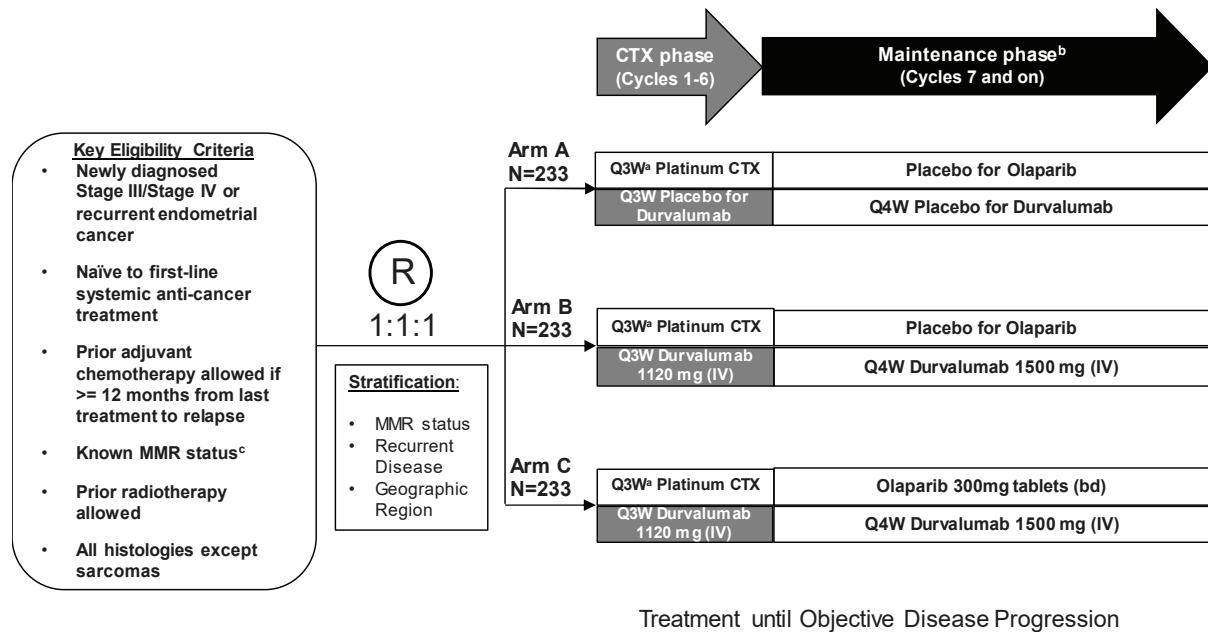 CTX phase
(Cycles 1-6)
Maintenance phaseᵇ
(Cycles 7 and on)
Key Eligibility Criteria
• Newly diagnosed
Stage III/Stage IV or
recurrent endometrial
cancer
• Naïve to first-line
systemic anti-cancer
treatment
• Prior adjuvant
chemotherapy allowed if
>= 12 months from last
treatment to relapse
• Known MMR statusᶜ
• Prior radiotherapy
allowed
• All histologies except
sarcomas
R
1:1:1
Stratification:
• MMR status
• Recurrent
Disease
• Geographic
Region
Arm A
N=233
Q3Wᵃ Platinum CTX
Placebo for Olaparib
Q3W Placebo for
Durvalumab
Q4W Placebo for Durvalumab
Arm B
N=233
Q3Wᵃ Platinum CTX
Placebo for Olaparib
Q3W Durvalumab
1120 mg (IV)
Q4W Durvalumab 1500 mg (IV)
Arm C
N=233
Q3Wᵃ Platinum CTX
Olaparib 300mg tablets (bd)
Q3W Durvalumab
1120 mg (IV)
Q4W Durvalumab 1500 mg (IV)
Treatment until Objective Disease Progression